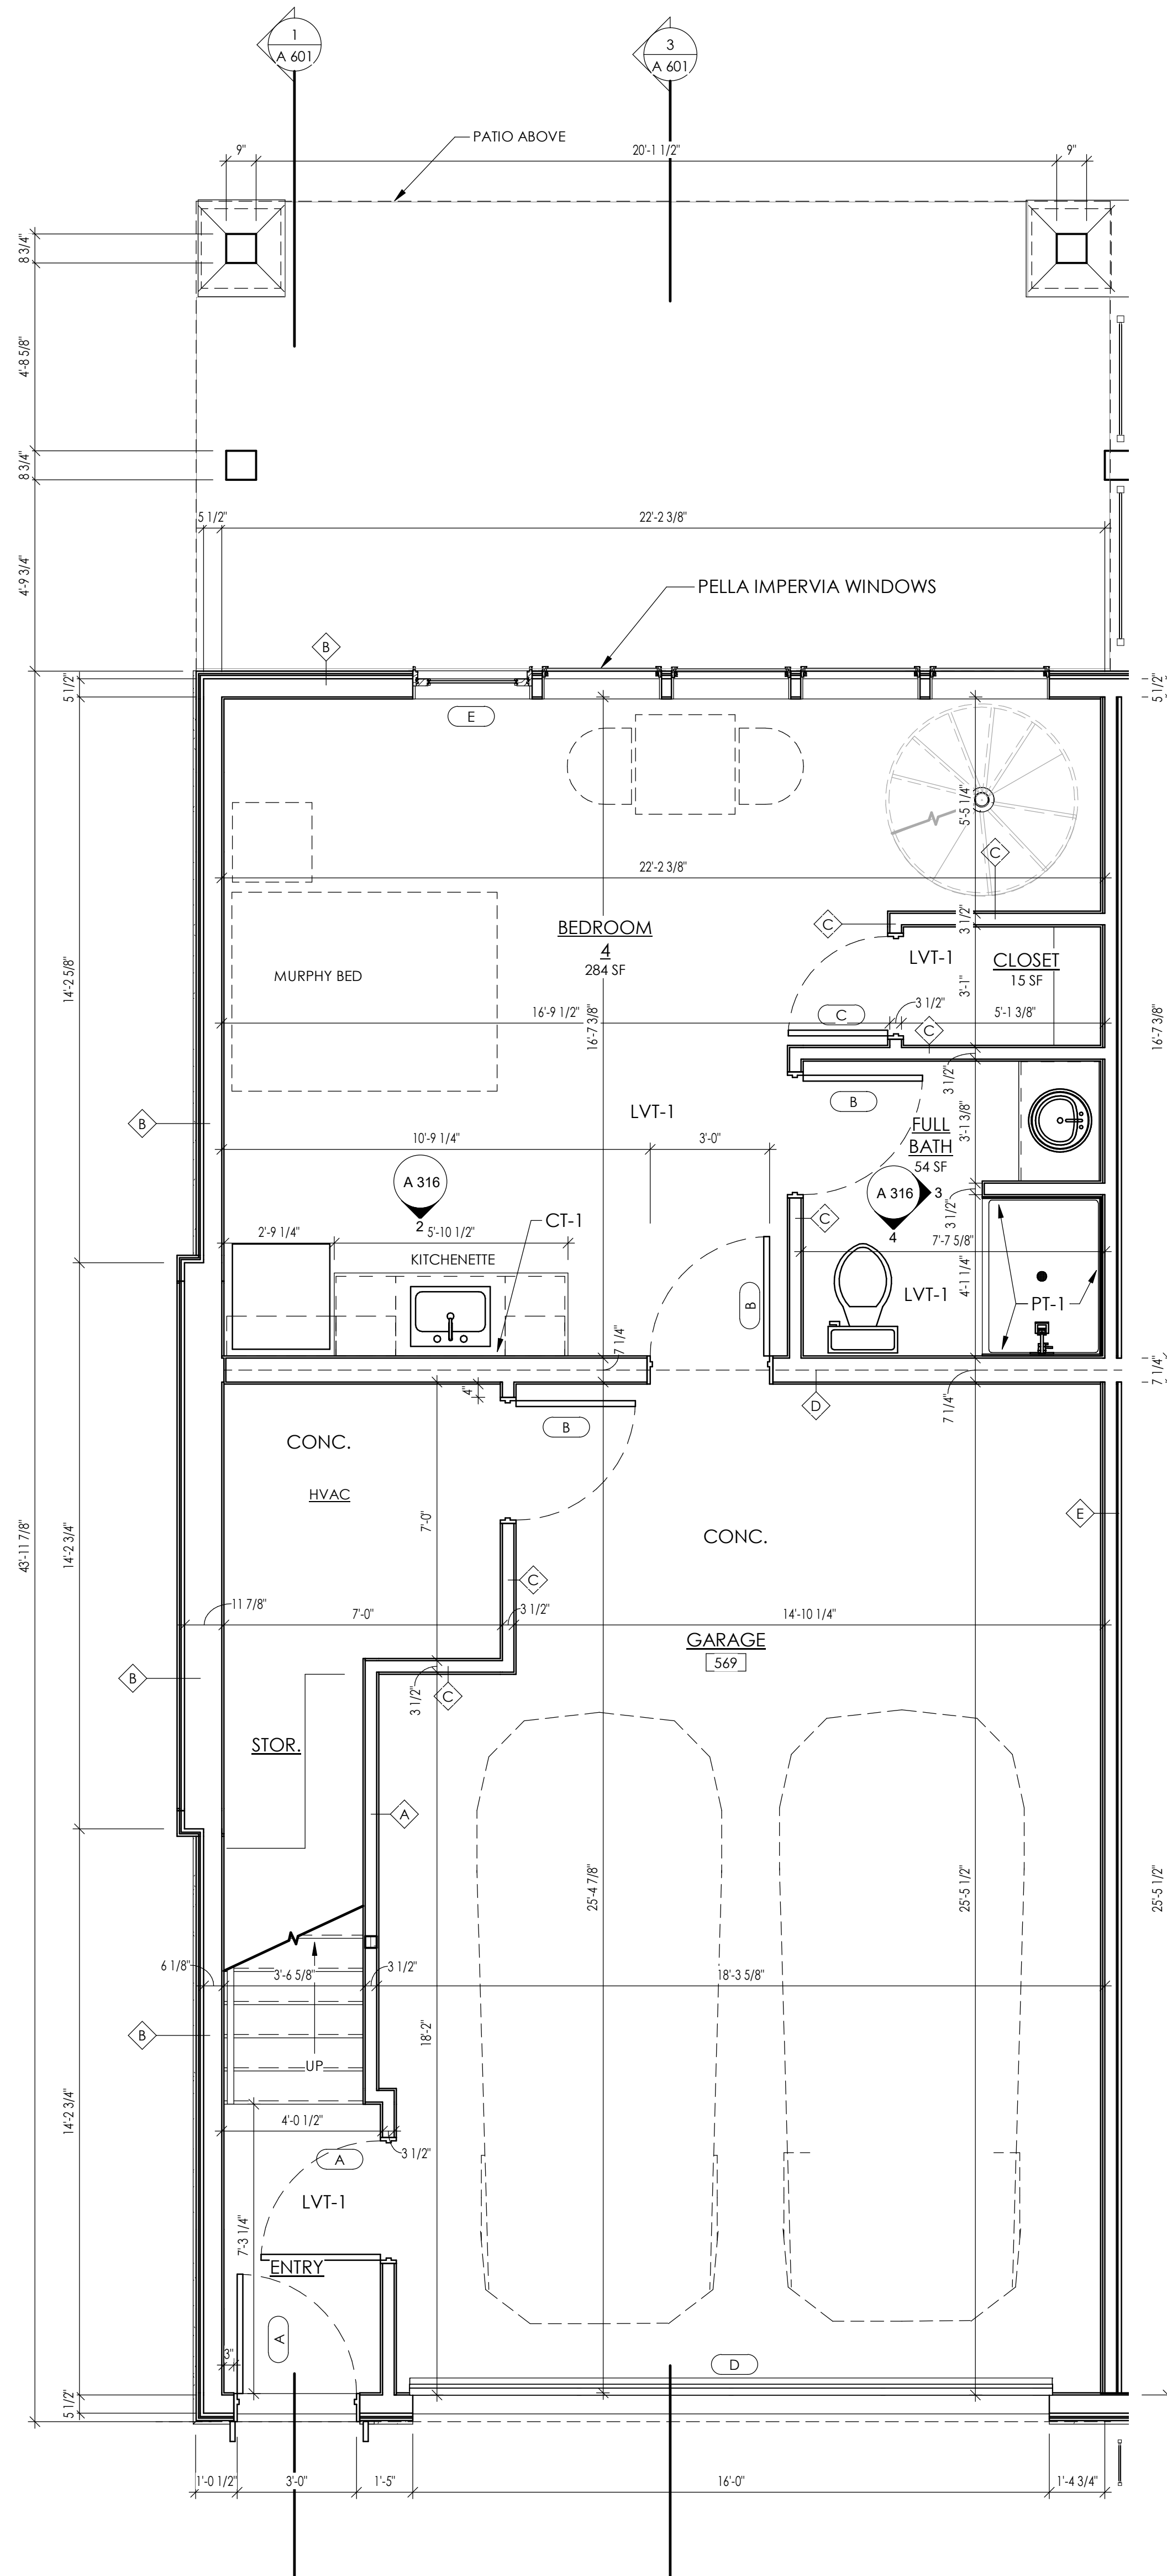 1
A 601
3
A 601
PATIO ABOVE
9"
20'-1 1/2"
9"
8 3/4"
4'-8 5/8"
8 3/4"
4'-9 3/4"
5 1/2"
22'-2 3/8"
PELLA IMPERVIA WINDOWS
B
5 1/2"
5 1/2"
E
5'-5 1/4"
C
22'-2 3/8"
3 1/2"
C
BEDROOM
4
284 SF
LVT-1
CLOSET
15 SF
MURPHY BED
14'-2 5/8"
3'-1"
16'-9 1/2"
16'-7 3/8"
C
3 1/2"
5'-1 3/8"
C
16'-7 3/8"
3 1/2"
B
LVT-1
B
FULL
BATH
54 SF
3'-1 3/8"
10'-9 1/4"
3'-0"
A 316
2
A 316
3
4
3 1/2"
C
CT-1
2'-9 1/4"
5'-10 1/2"
7'-7 5/8"
KITCHENETTE
4'-1 1/4"
LVT-1
PT-1
B
7 1/4"
7 1/4"
4"
D
7 1/4"
B
CONC.
HVAC
CONC.
E
7'-0"
43'-11 7/8"
14'-2 3/4"
C
11 7/8"
7'-0"
3 1/2"
14'-10 1/4"
GARAGE
569
B
3 1/2"
C
STOR.
A
25'-4 7/8"
25'-5 1/2"
25'-5 1/2"
6 1/8"
3'-6 5/8"
3 1/2"
18'-3 5/8"
B
18'-2"
UP
14'-2 3/4"
4'-0 1/2"
3 1/2"
A
LVT-1
7'-3 1/4"
ENTRY
A
3"
D
5 1/2"
1'-0 1/2"
3'-0"
1'-5"
16'-0"
1'-4 3/4"